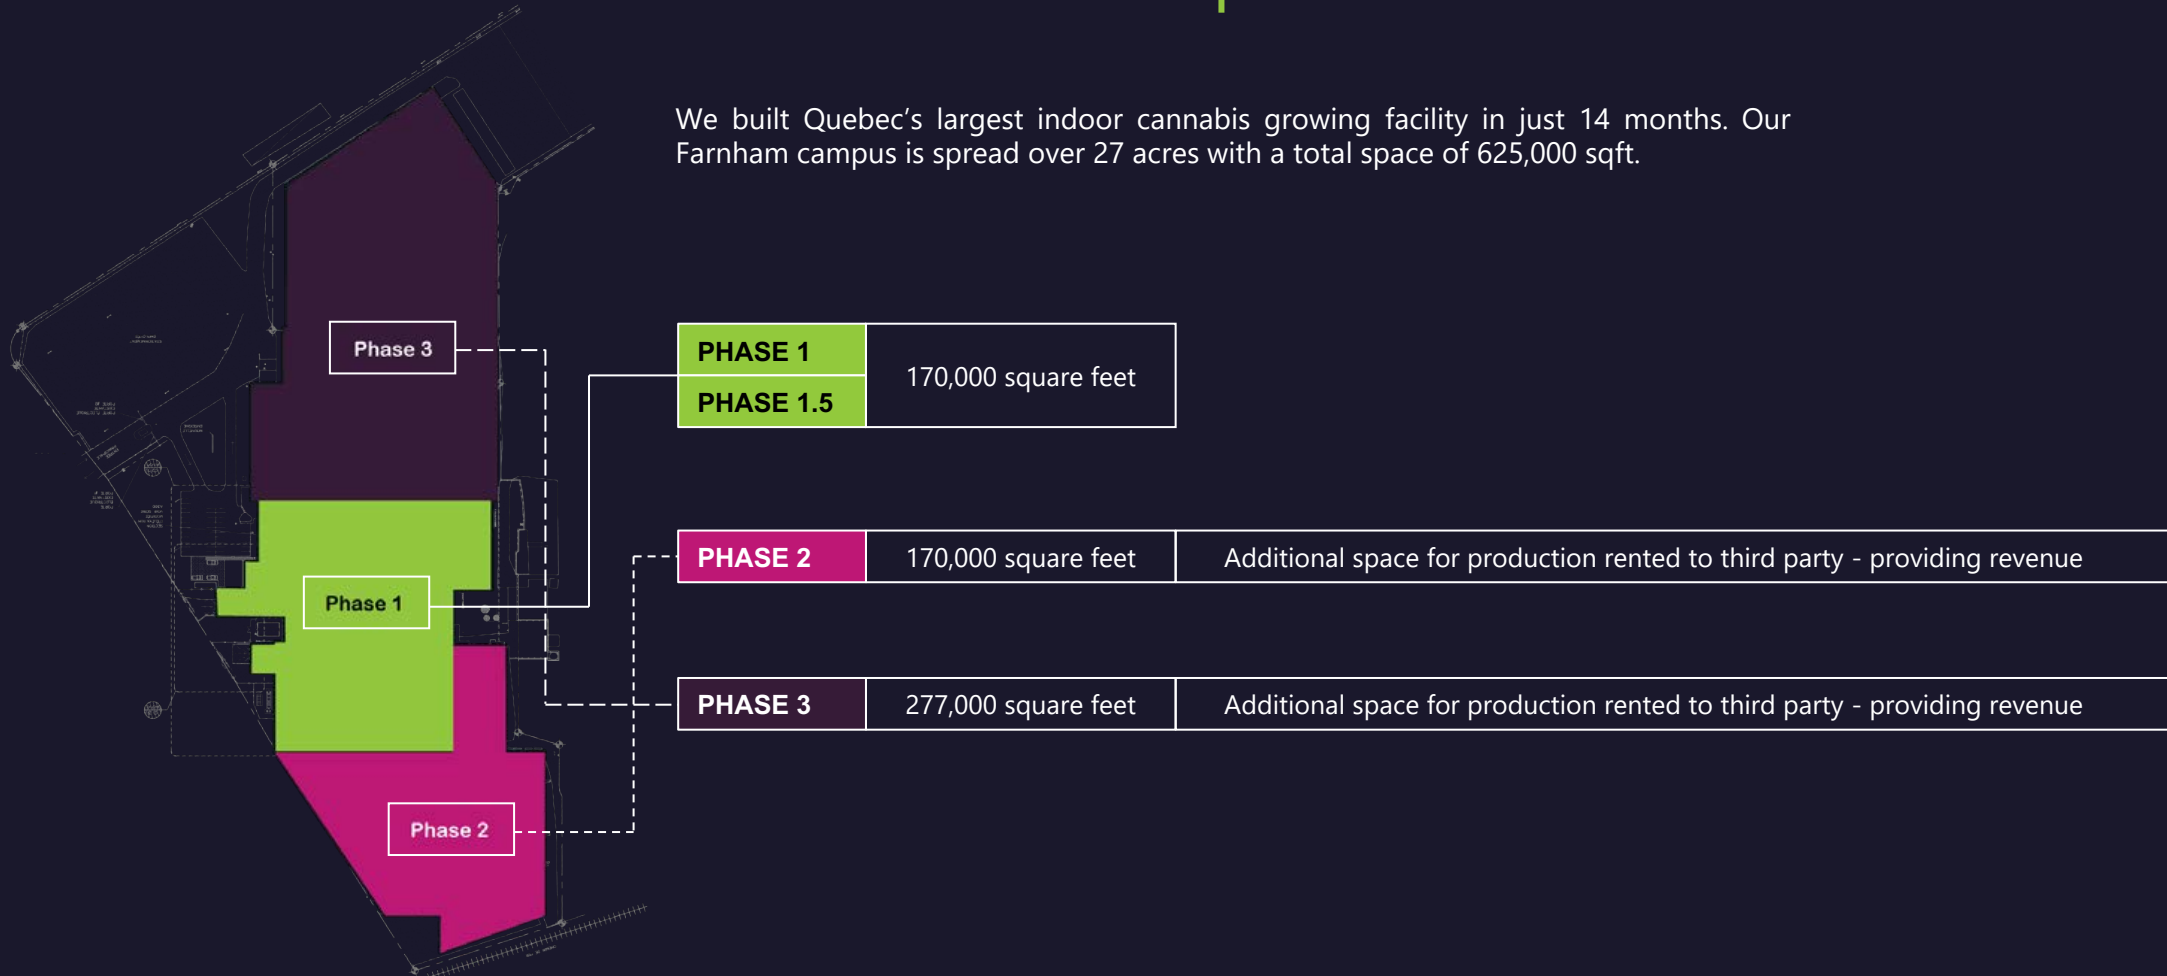 We built Quebec’s largest indoor cannabis growing facility in just 14 months. Our
Farnham campus is spread over 27 acres with a total space of 625,000 sqft.
Phase 3
PHASE 1
170,000 square feet
PHASE 1.5
PHASE 2
170,000 square feet
Additional space for production rented to third party - providing revenue
Phase 1
PHASE 3
277,000 square feet
Additional space for production rented to third party - providing revenue
Phase 2